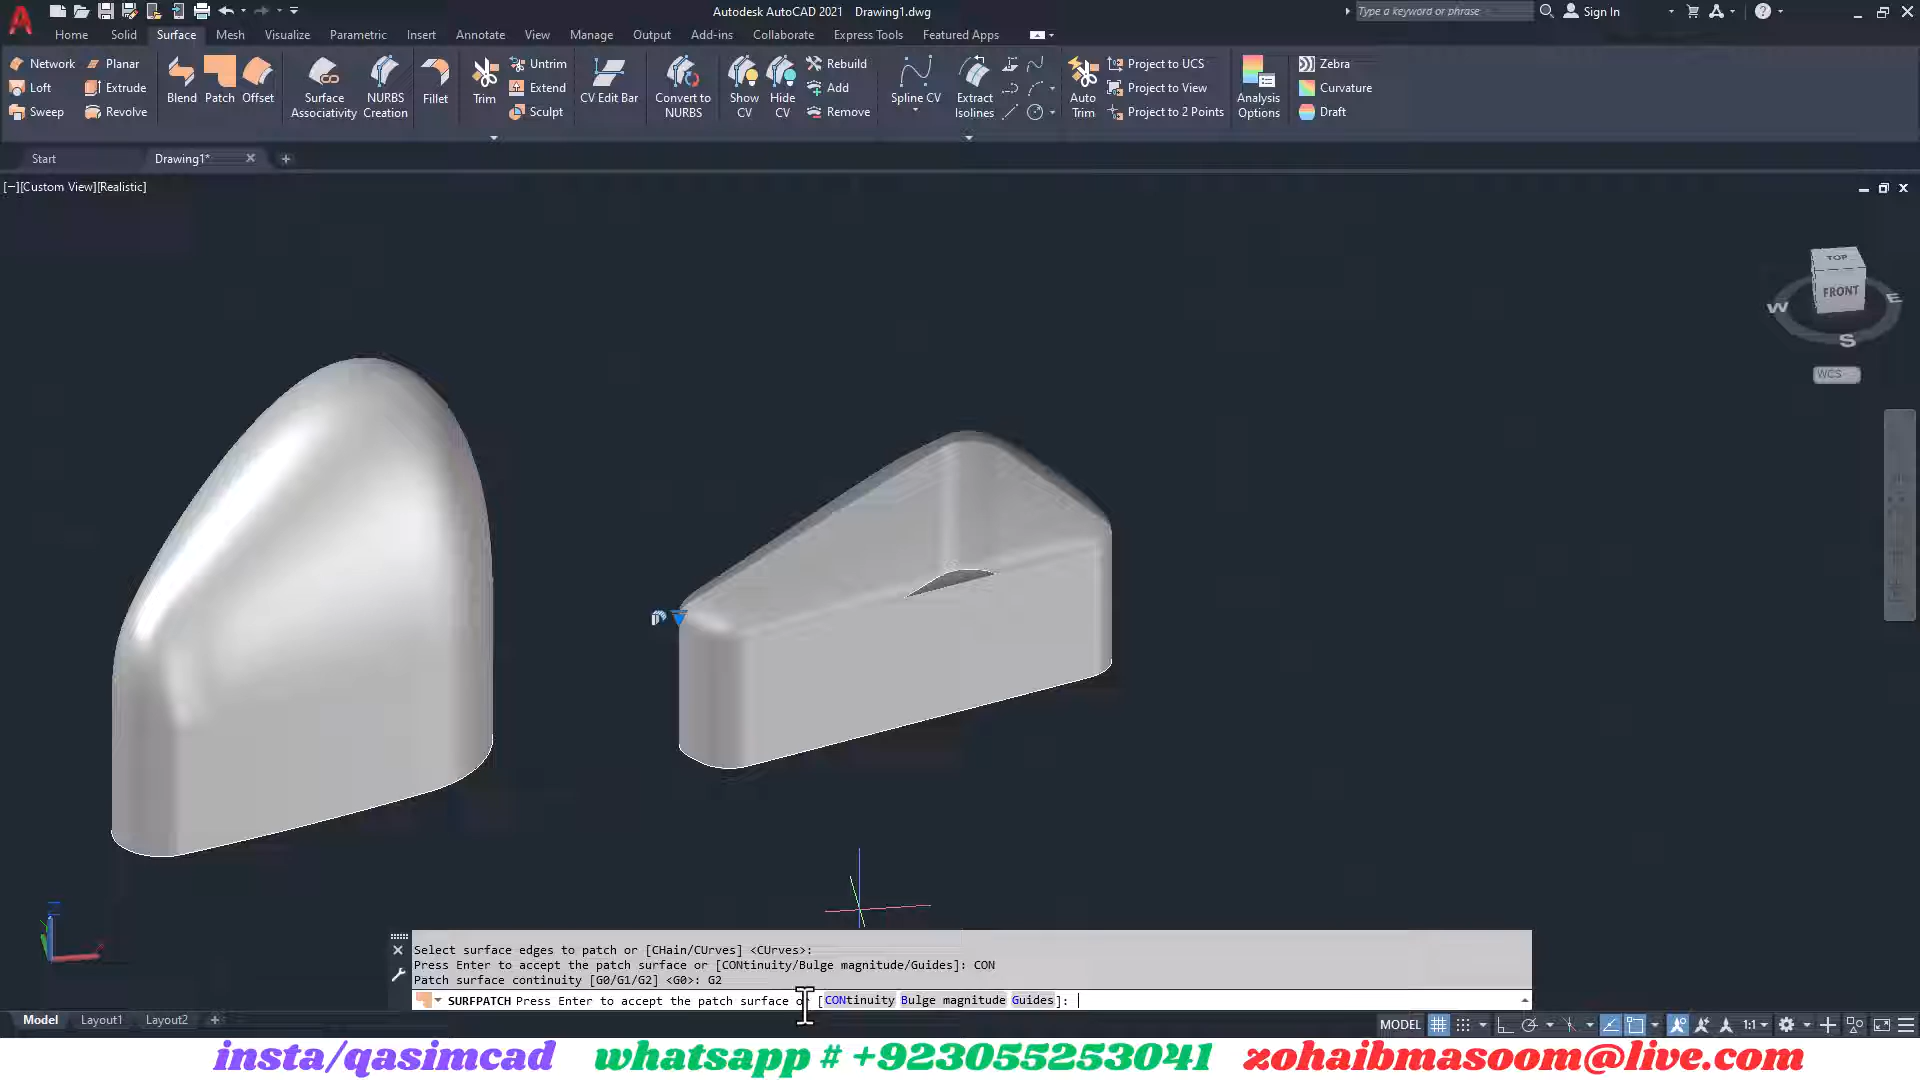 Autodesk AutoCAD 2021 Drawing1.dwg
Type a keyword or phrase
Sign In
Home Solid Surface Mesh Visualize Parametric Insert Annotate View Manage Output Add-ins Collaborate Express Tools Featured Apps
Network Planar
Loft Extrude
Sweep Revolve
Blend Patch Offset
Surface Associativity
NURBS Creation
Fillet
Trim
Untrim
Extend
Sculpt
CV Edit Bar
Convert to NURBS
Show CV
Hide CV
Rebuild
Add
Remove
Spline CV
Extract Isolines
Auto Trim
Project to UCS
Project to View
Project to 2 Points
Analysis Options
Zebra
Curvature
Draft
Start Drawing1*
[−][Custom View][Realistic]
TOP
FRONT
W
E
S
WCS
Select surface edges to patch or [CHain/CUrves] <CUrves>:
Press Enter to accept the patch surface or [CONtinuity/Bulge magnitude/Guides]: CON
Patch surface continuity [G0/G1/G2] <G0>: G2
SURFPATCH Press Enter to accept the patch surface or [CONtinuity Bulge magnitude Guides]:
Model Layout1 Layout2
MODEL
1:1
insta/qasimcad whatsapp # +923055253041 zohaibmasoom@live.com